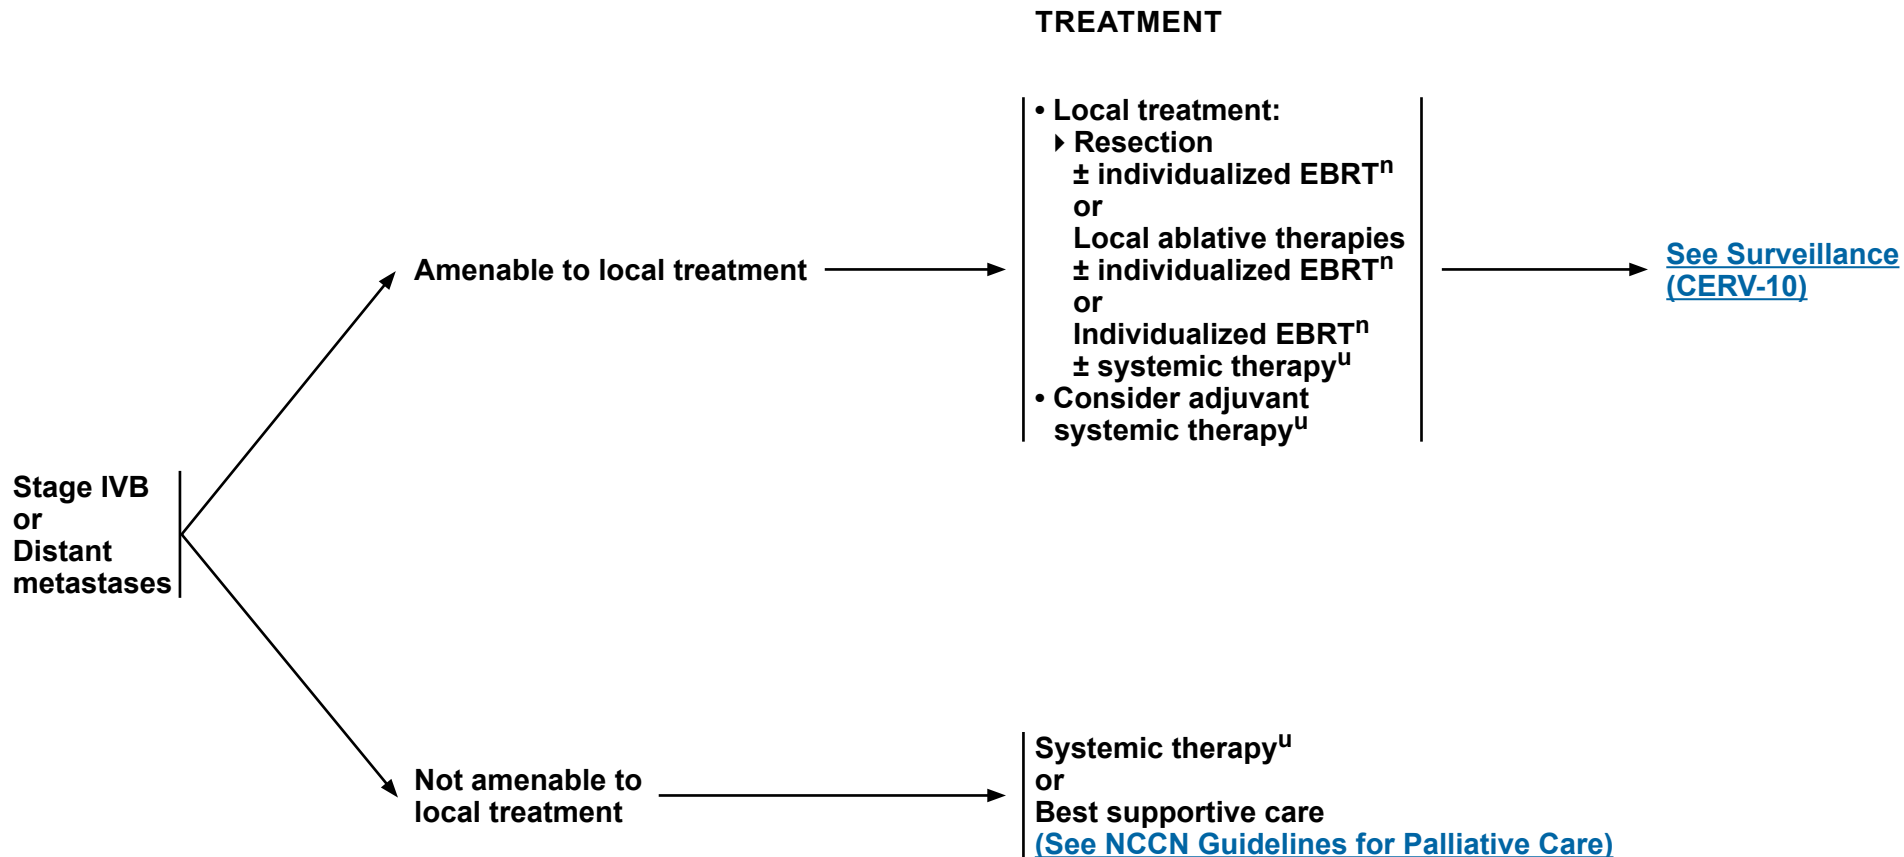 TREATMENT
Stage IVB
or
Distant
metastases
Amenable to local treatment
• Local treatment:
▸ Resection
± individualized EBRTⁿ
or
Local ablative therapies
± individualized EBRTⁿ
or
Individualized EBRTⁿ
± systemic therapyᵘ
• Consider adjuvant
systemic therapyᵘ
See Surveillance
(CERV-10)
Not amenable to
local treatment
Systemic therapyᵘ
or
Best supportive care
(See NCCN Guidelines for Palliative Care)